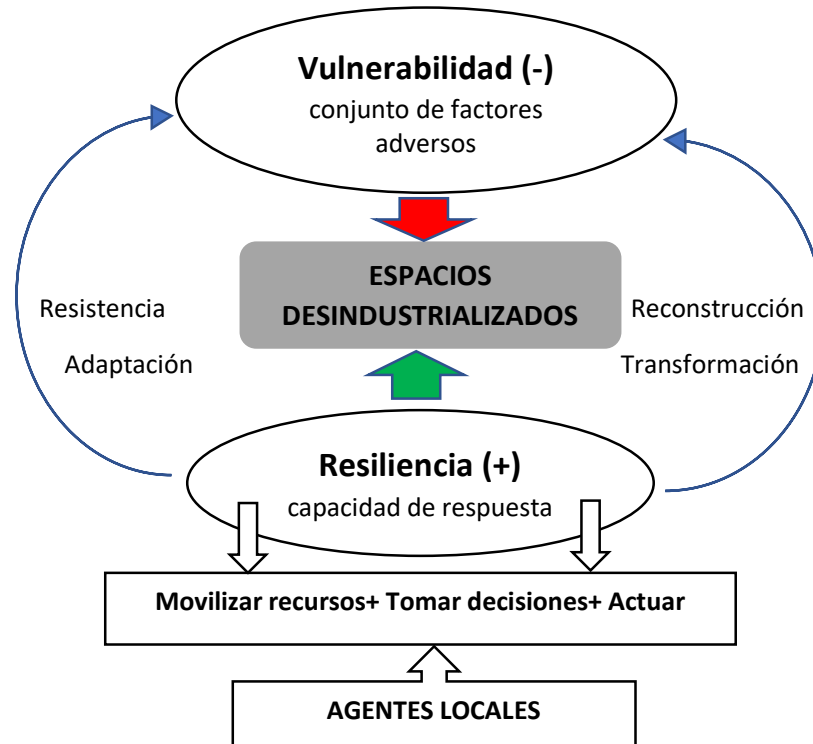 Vulnerabilidad (-)
conjunto de factores
adversos
ESPACIOS
DESINDUSTRIALIZADOS
Resistencia
Adaptación
Reconstrucción
Transformación
Resiliencia (+)
capacidad de respuesta
Movilizar recursos+ Tomar decisiones+ Actuar
AGENTES LOCALES